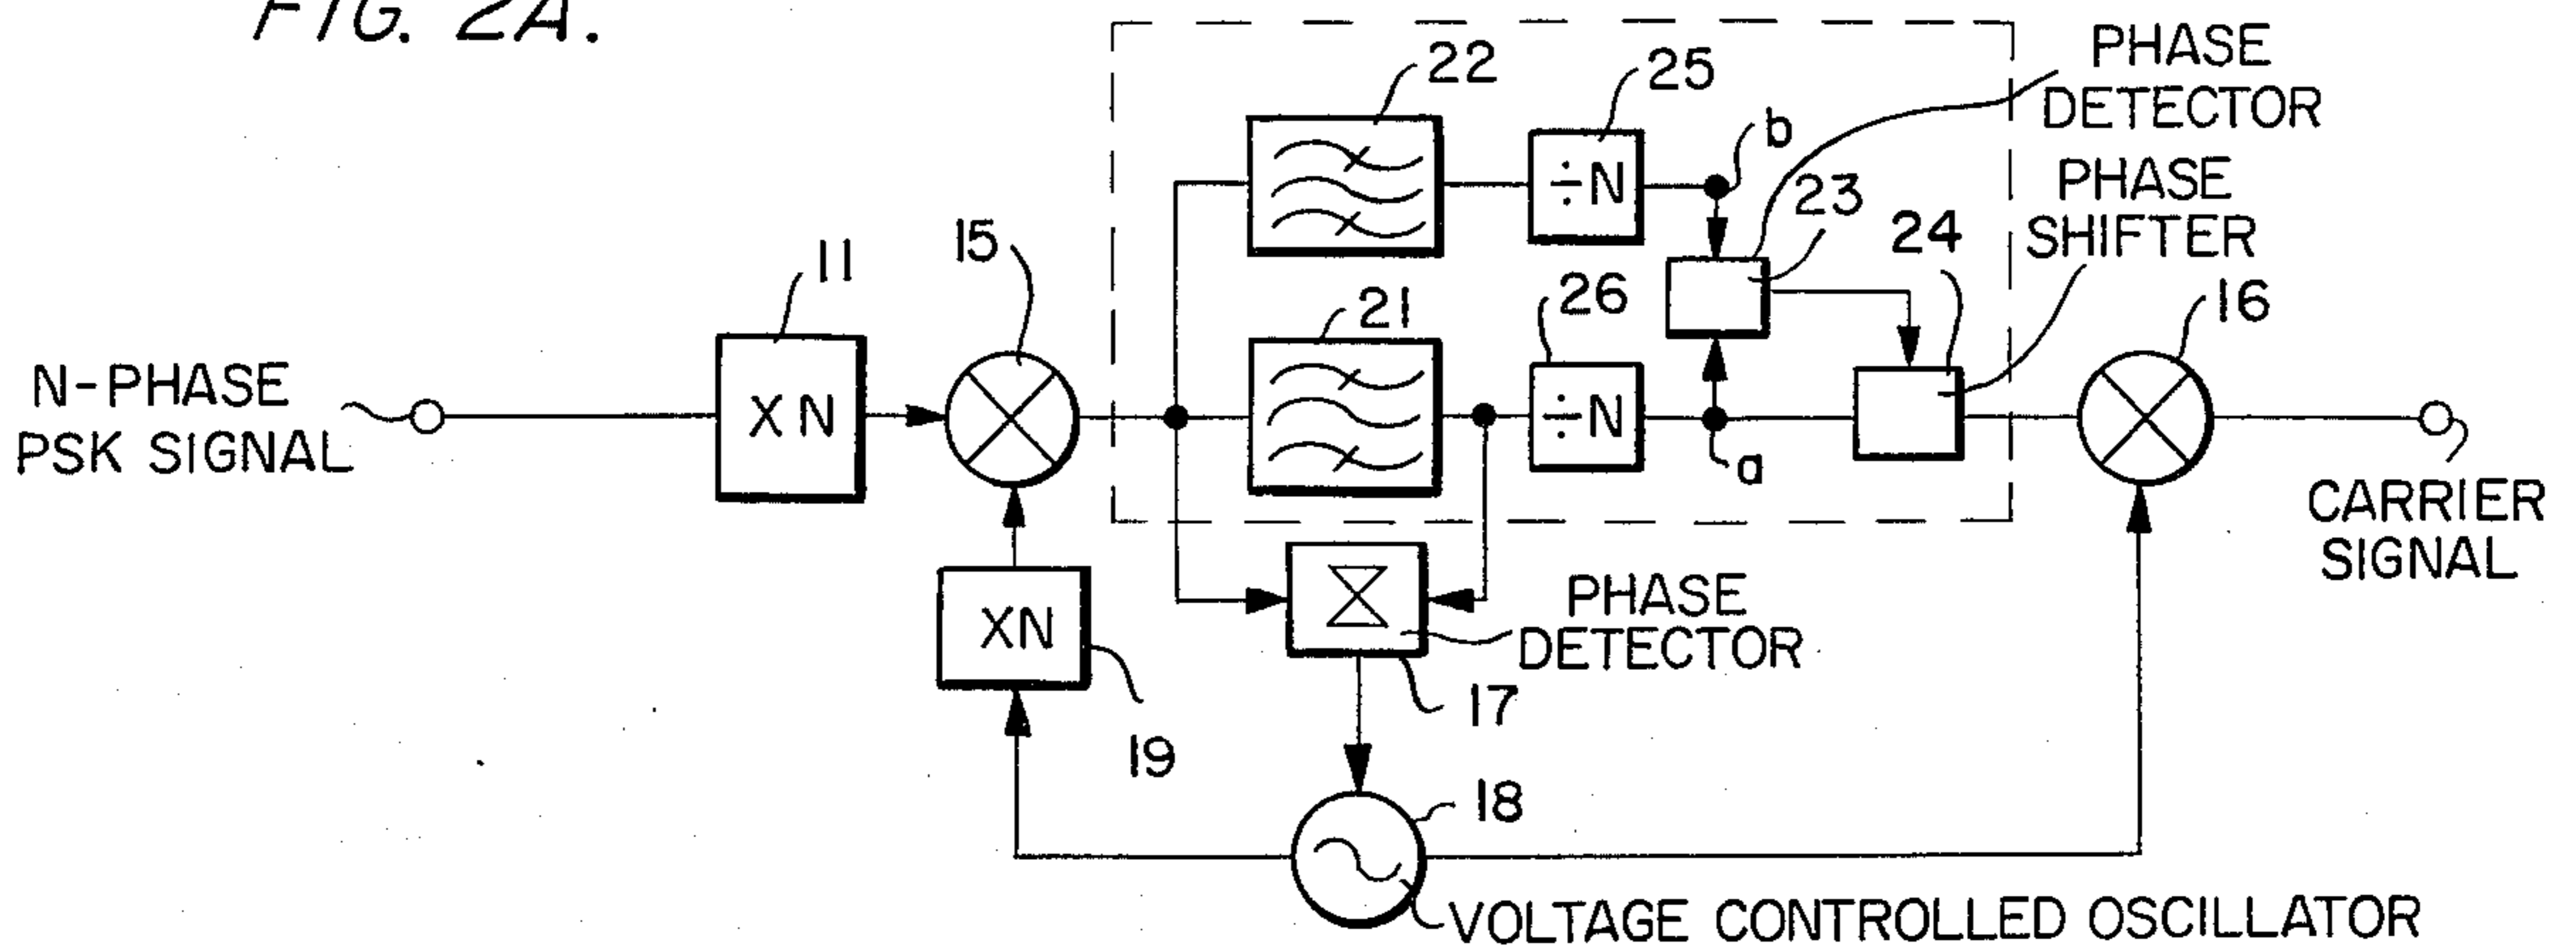 FIG. 2A.
PHASE
DETECTOR
22
25
b
PHASE
SHIFTER
23
24
15
11
16
21
26
N-PHASE
PSK SIGNAL
X N
÷N
÷N
a
CARRIER
SIGNAL
XN
PHASE
DETECTOR
17
19
18
VOLTAGE CONTROLLED OSCILLATOR